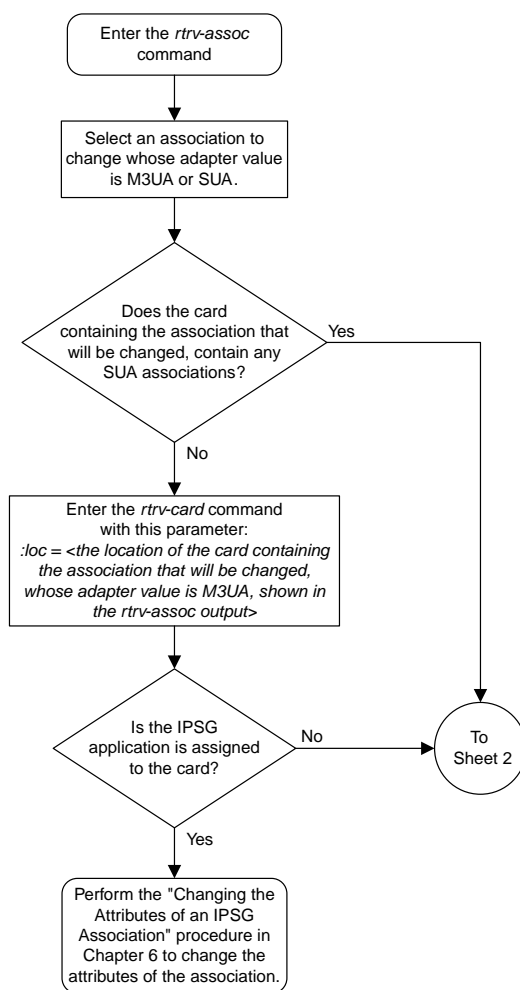 Enter the rtrv-assoc
command
Select an association to
change whose adapter value
is M3UA or SUA.
Does the card
containing the association that
will be changed, contain any
SUA associations?
Yes
No
Enter the rtrv-card command
with this parameter:
:loc = <the location of the card containing
the association that will be changed,
whose adapter value is M3UA, shown in
the rtrv-assoc output>
Is the IPSG
application is assigned
to the card?
No
To
Sheet 2
Yes
Perform the "Changing the
Attributes of an IPSG
Association" procedure in
Chapter 6 to change the
attributes of the association.